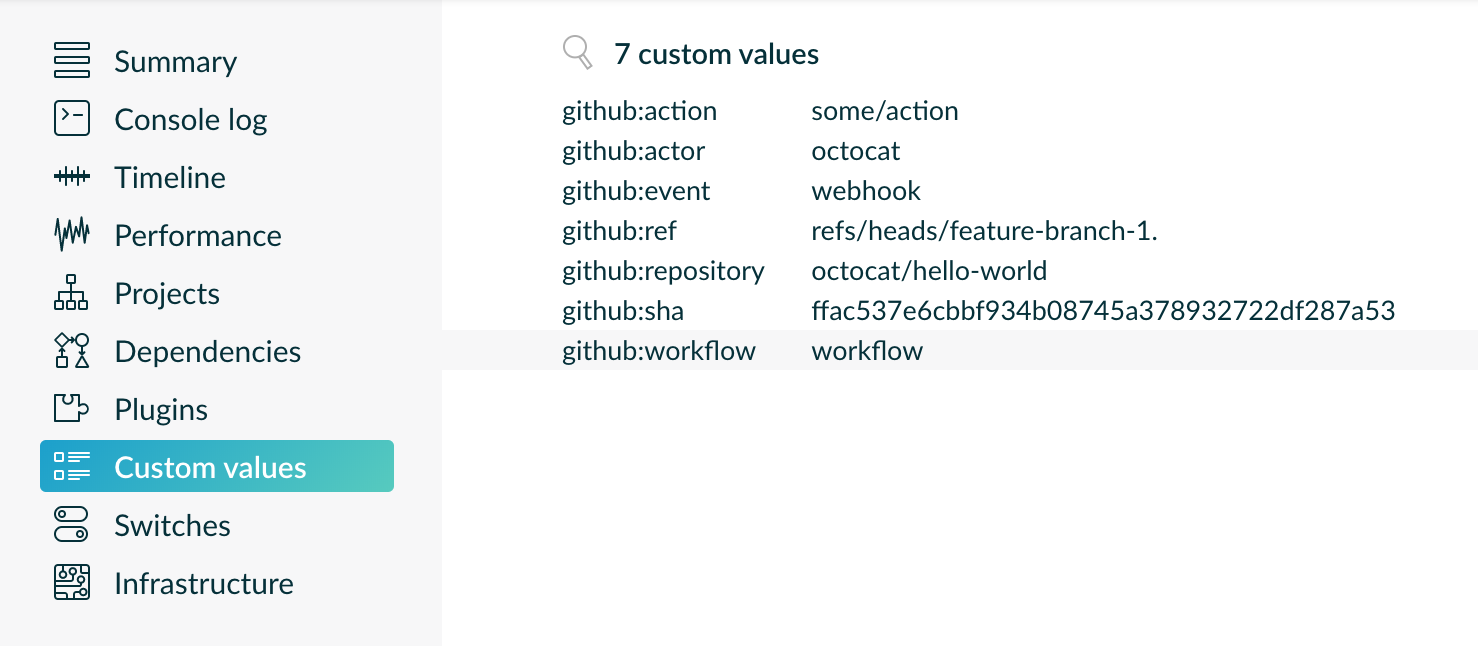 Summary
Console log
Timeline
Performance
Projects
Dependencies
Plugins
Custom values
Switches
Infrastructure
7 custom values
github:action some/action
github:actor octocat
github:event webhook
github:ref refs/heads/feature-branch-1.
github:repository octocat/hello-world
github:sha ffac537e6cbbf934b08745a378932722df287a53
github:workflow workflow